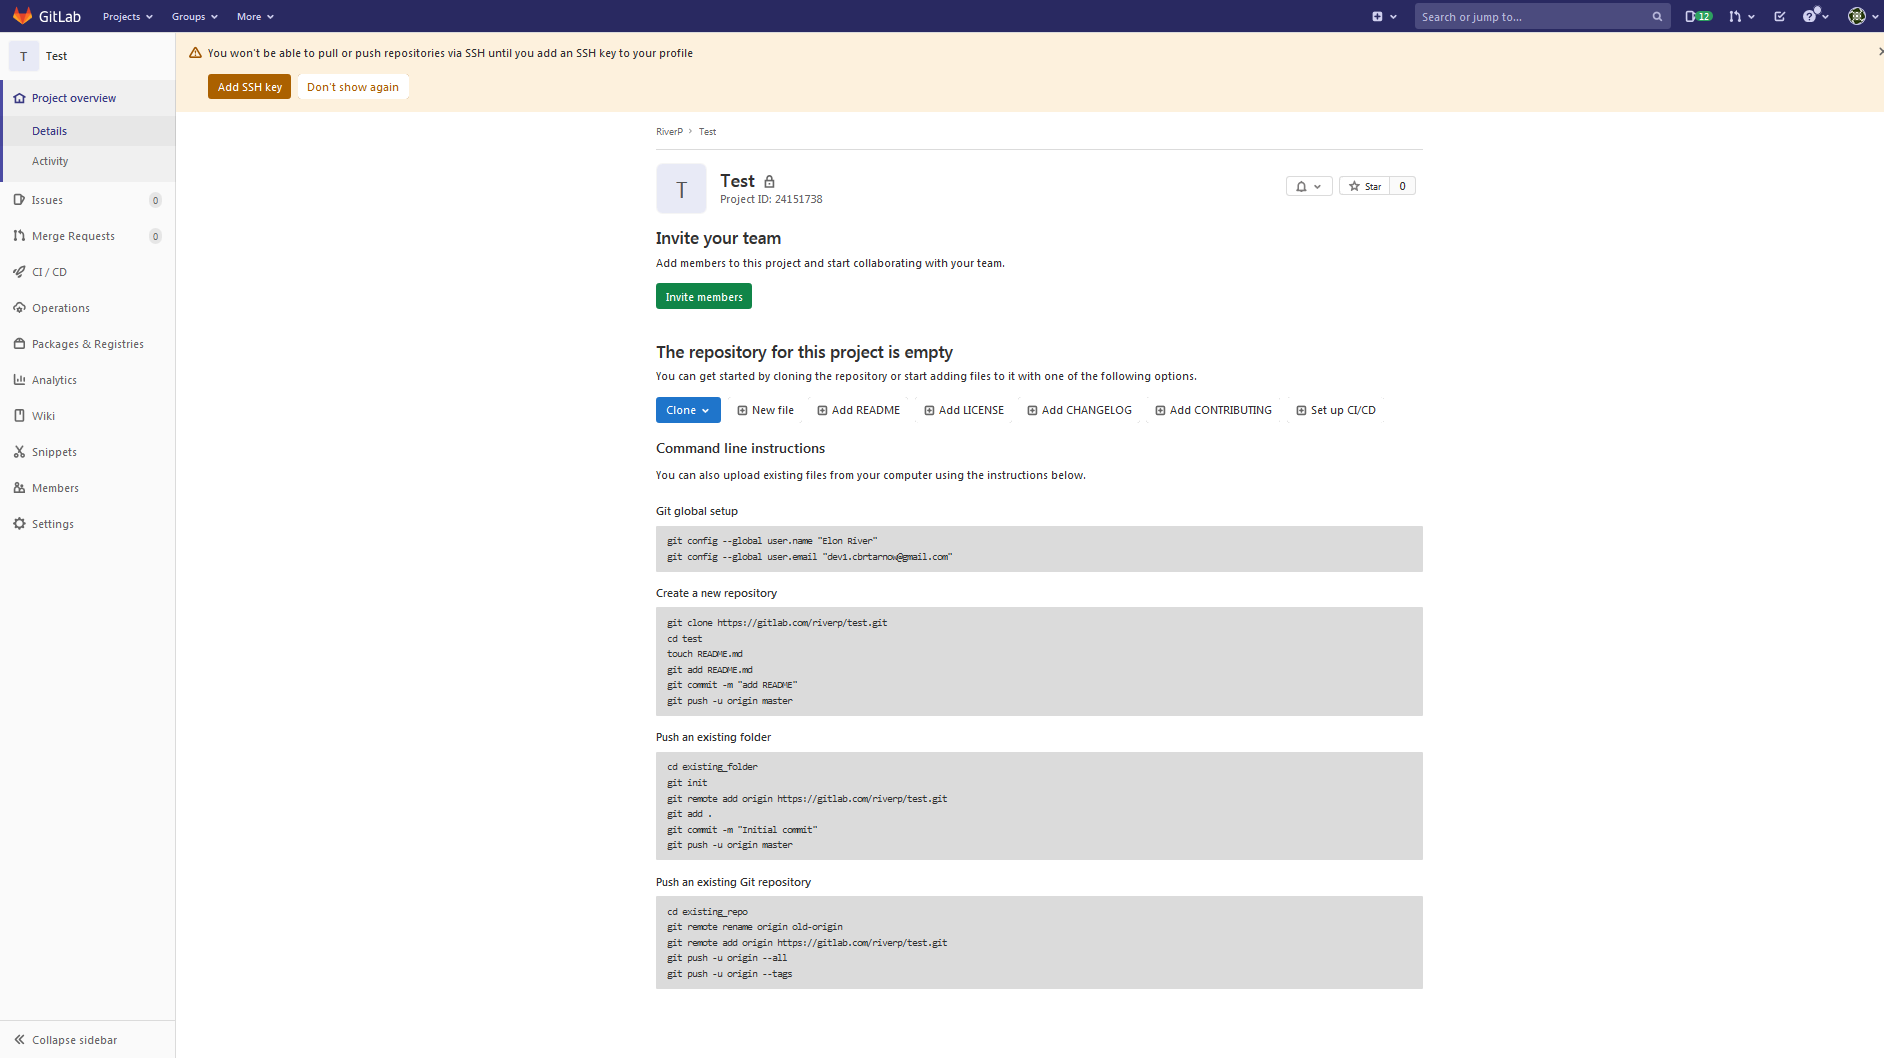 GitLab
Projects
Groups
More
Search or jump to...
12
T
Test
You won't be able to pull or push repositories via SSH until you add an SSH key to your profile
Add SSH key
Don't show again
Project overview
Details
Activity
Issues
0
Merge Requests
0
CI / CD
Operations
Packages & Registries
Analytics
Wiki
Snippets
Members
Settings
Collapse sidebar
RiverP > Test
T
Test
Project ID: 24151738
Star
0
Invite your team
Add members to this project and start collaborating with your team.
Invite members
The repository for this project is empty
You can get started by cloning the repository or start adding files to it with one of the following options.
Clone
New file
Add README
Add LICENSE
Add CHANGELOG
Add CONTRIBUTING
Set up CI/CD
Command line instructions
You can also upload existing files from your computer using the instructions below.
Git global setup
git config --global user.name "Elon River"
git config --global user.email "dev1.cbrtarnow@gmail.com"
Create a new repository
git clone https://gitlab.com/riverp/test.git
cd test
touch README.md
git add README.md
git commit -m "add README"
git push -u origin master
Push an existing folder
cd existing_folder
git init
git remote add origin https://gitlab.com/riverp/test.git
git add .
git commit -m "Initial commit"
git push -u origin master
Push an existing Git repository
cd existing_repo
git remote rename origin old-origin
git remote add origin https://gitlab.com/riverp/test.git
git push -u origin --all
git push -u origin --tags